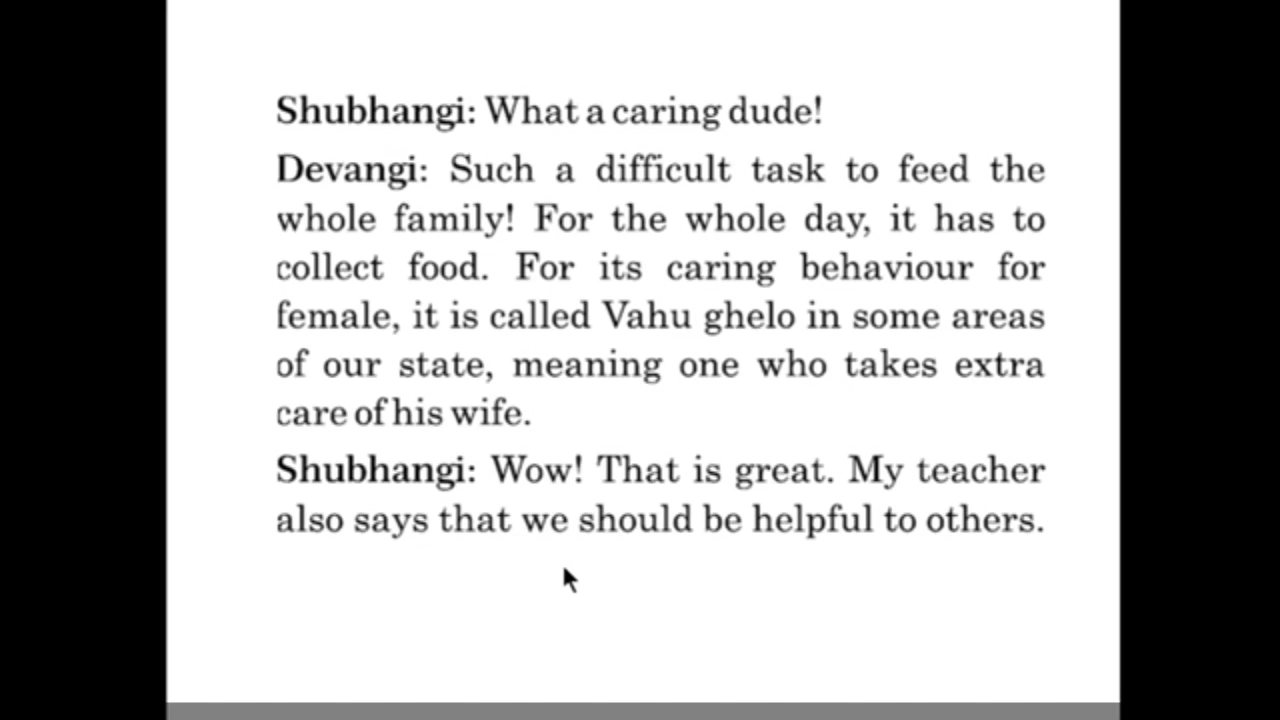 Shubhangi: What a caring dude!
Devangi: Such a difficult task to feed the
whole family! For the whole day, it has to
collect food. For its caring behaviour for
female, it is called Vahu ghelo in some areas
of our state, meaning one who takes extra
care of his wife.
Shubhangi: Wow! That is great. My teacher
also says that we should be helpful to others.